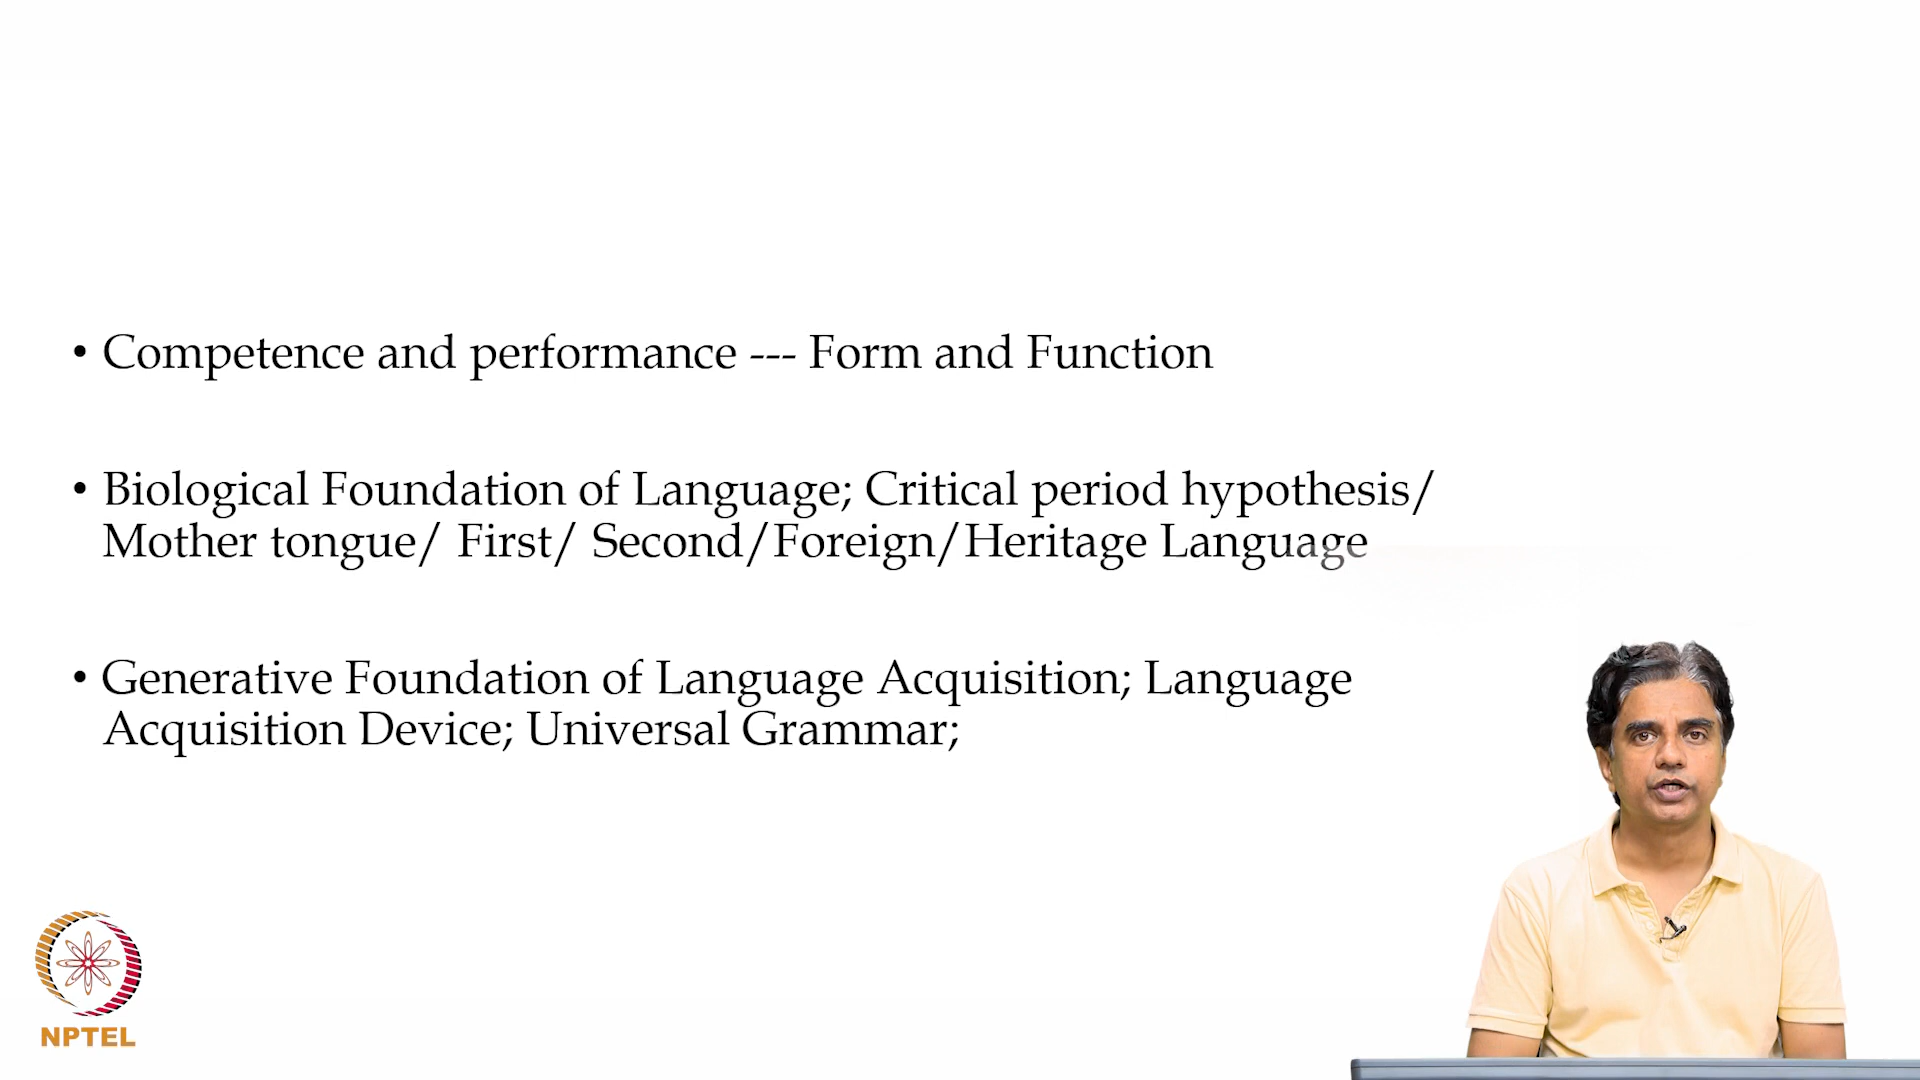 • Competence and performance --- Form and Function
• Biological Foundation of Language; Critical period hypothesis/
Mother tongue/ First/ Second/Foreign/Heritage Language
• Generative Foundation of Language Acquisition; Language
Acquisition Device; Universal Grammar;
NPTEL